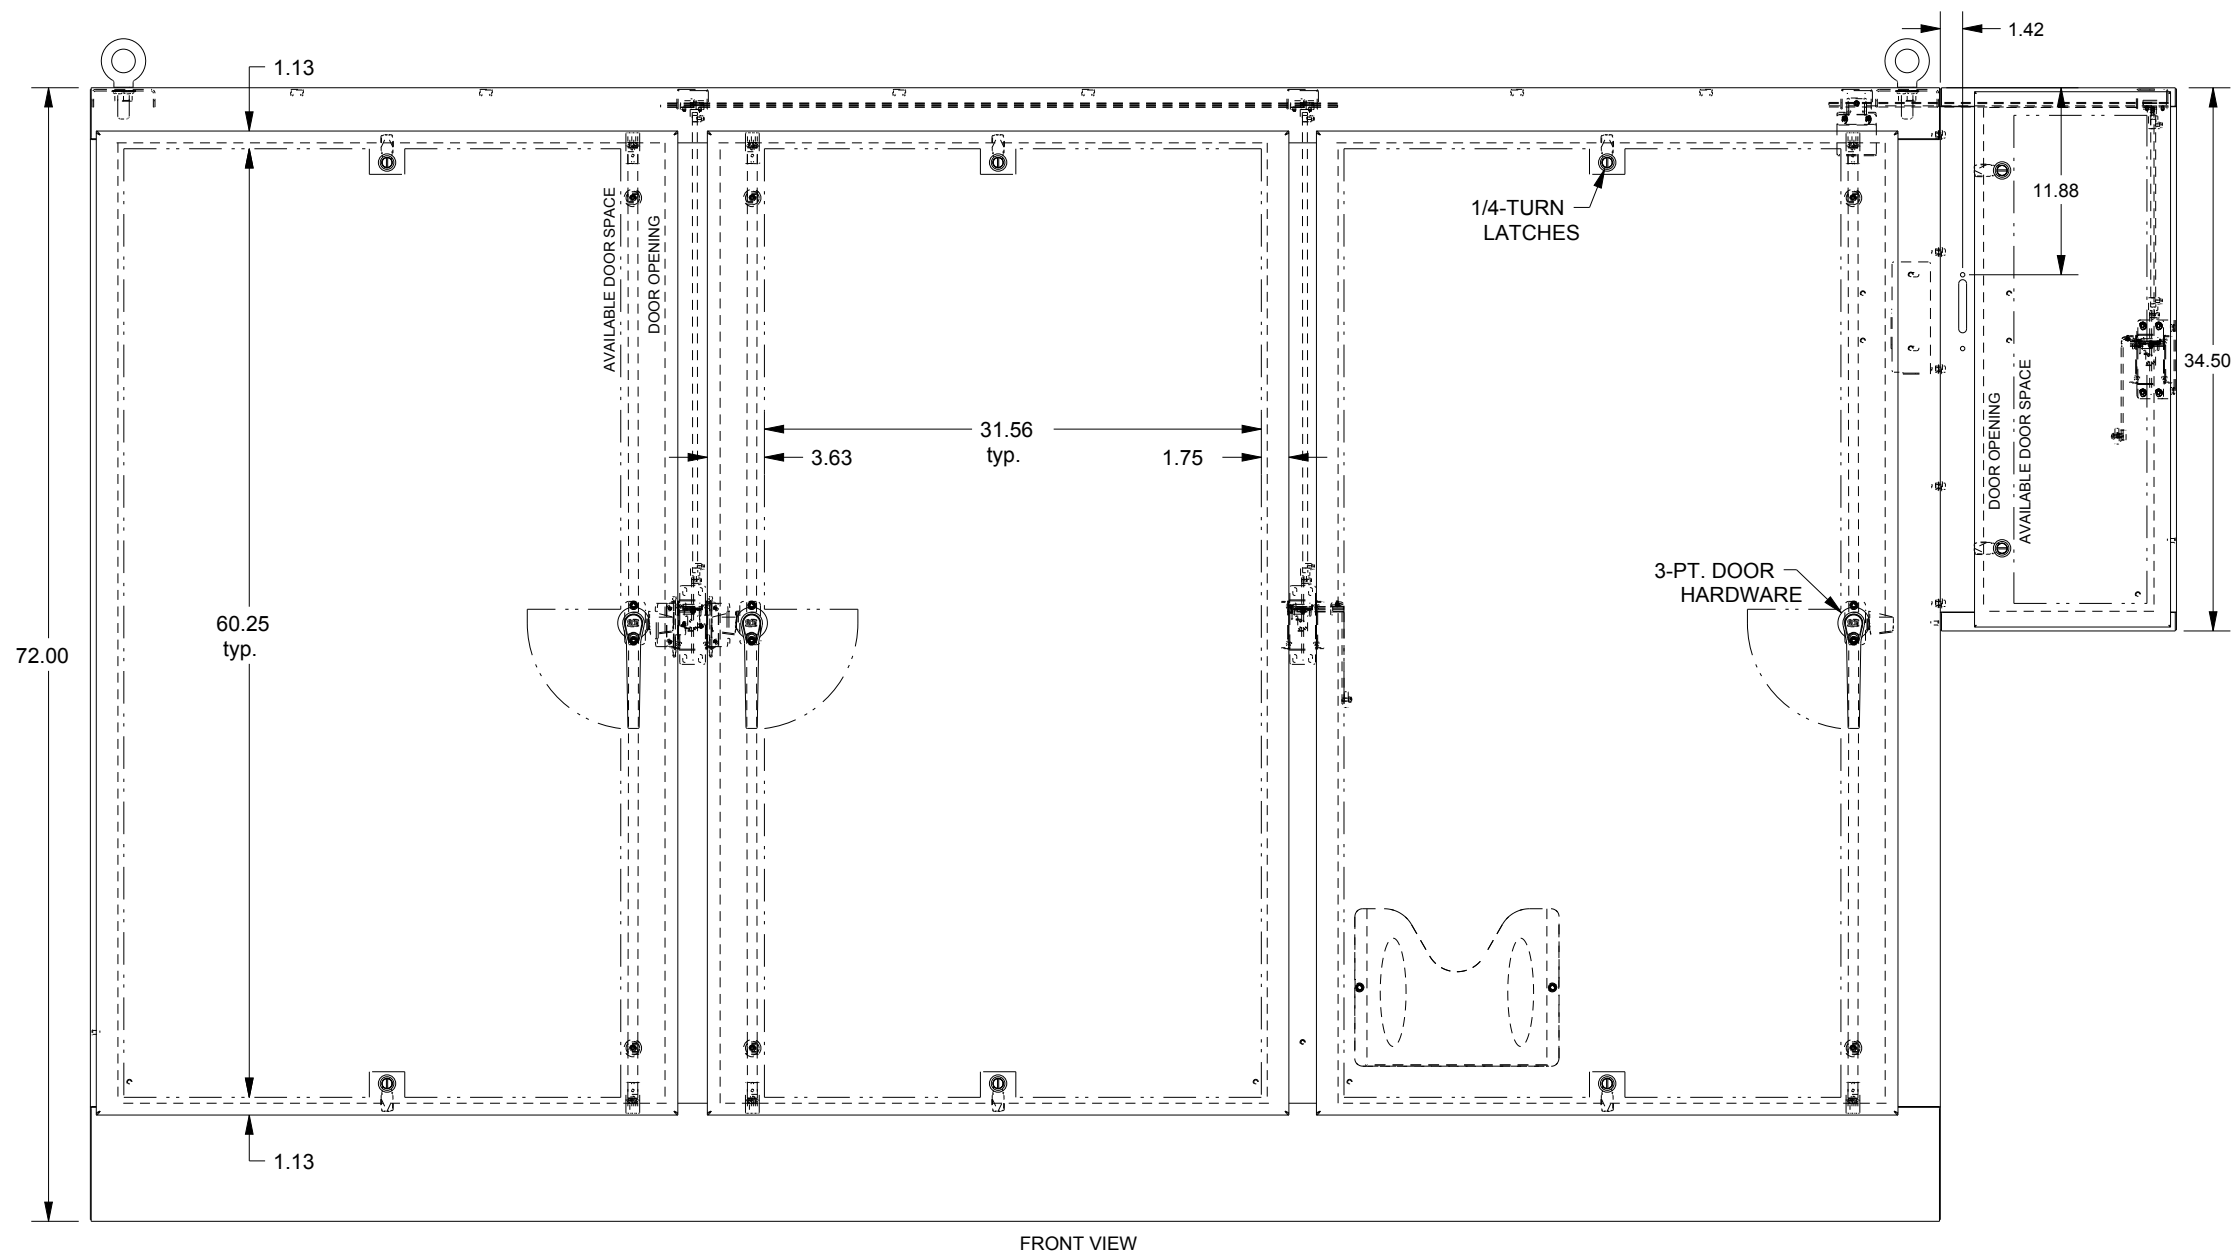 1.42
1.13
11.88
1/4-TURN
LATCHES
AVAILABLE DOOR SPACE
DOOR OPENING
34.50
31.56
typ.
3.63
1.75
DOOR OPENING
AVAILABLE DOOR SPACE
3-PT. DOOR
HARDWARE
60.25
typ.
72.00
1.13
FRONT VIEW